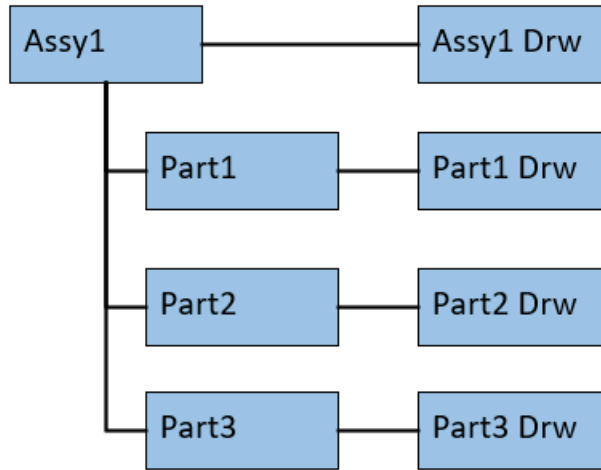 Assy1
Assy1 Drw
Part1
Part1 Drw
Part2
Part2 Drw
Part3
Part3 Drw